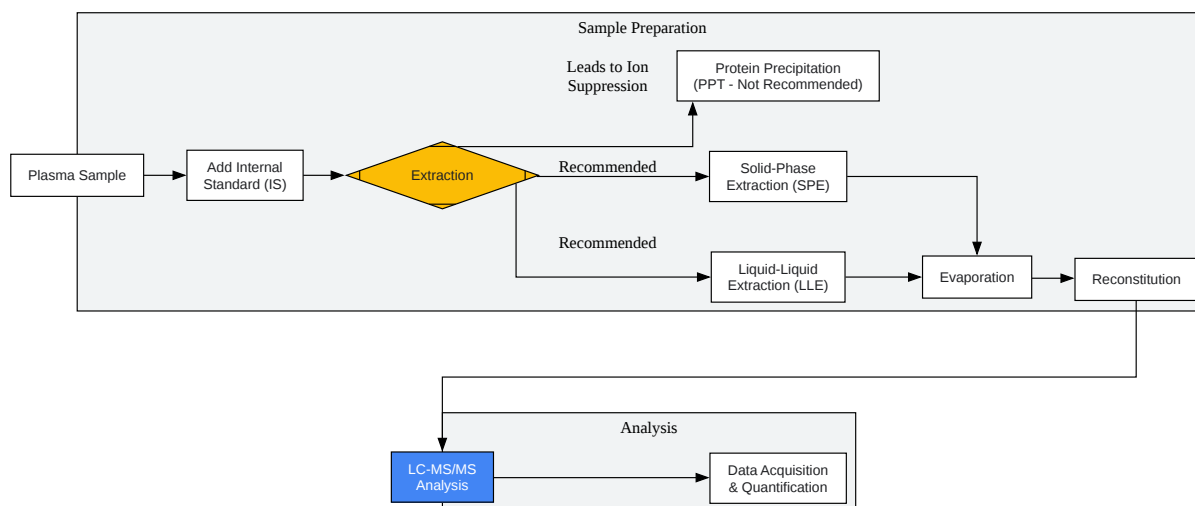 Sample Preparation
Leads to Ion
Suppression
Protein Precipitation
(PPT - Not Recommended)
Plasma Sample
Add Internal
Standard (IS)
Extraction
Recommended
Solid-Phase
Extraction (SPE)
Recommended
Liquid-Liquid
Extraction (LLE)
Evaporation
Reconstitution
Analysis
LC-MS/MS
Analysis
Data Acquisition
& Quantification